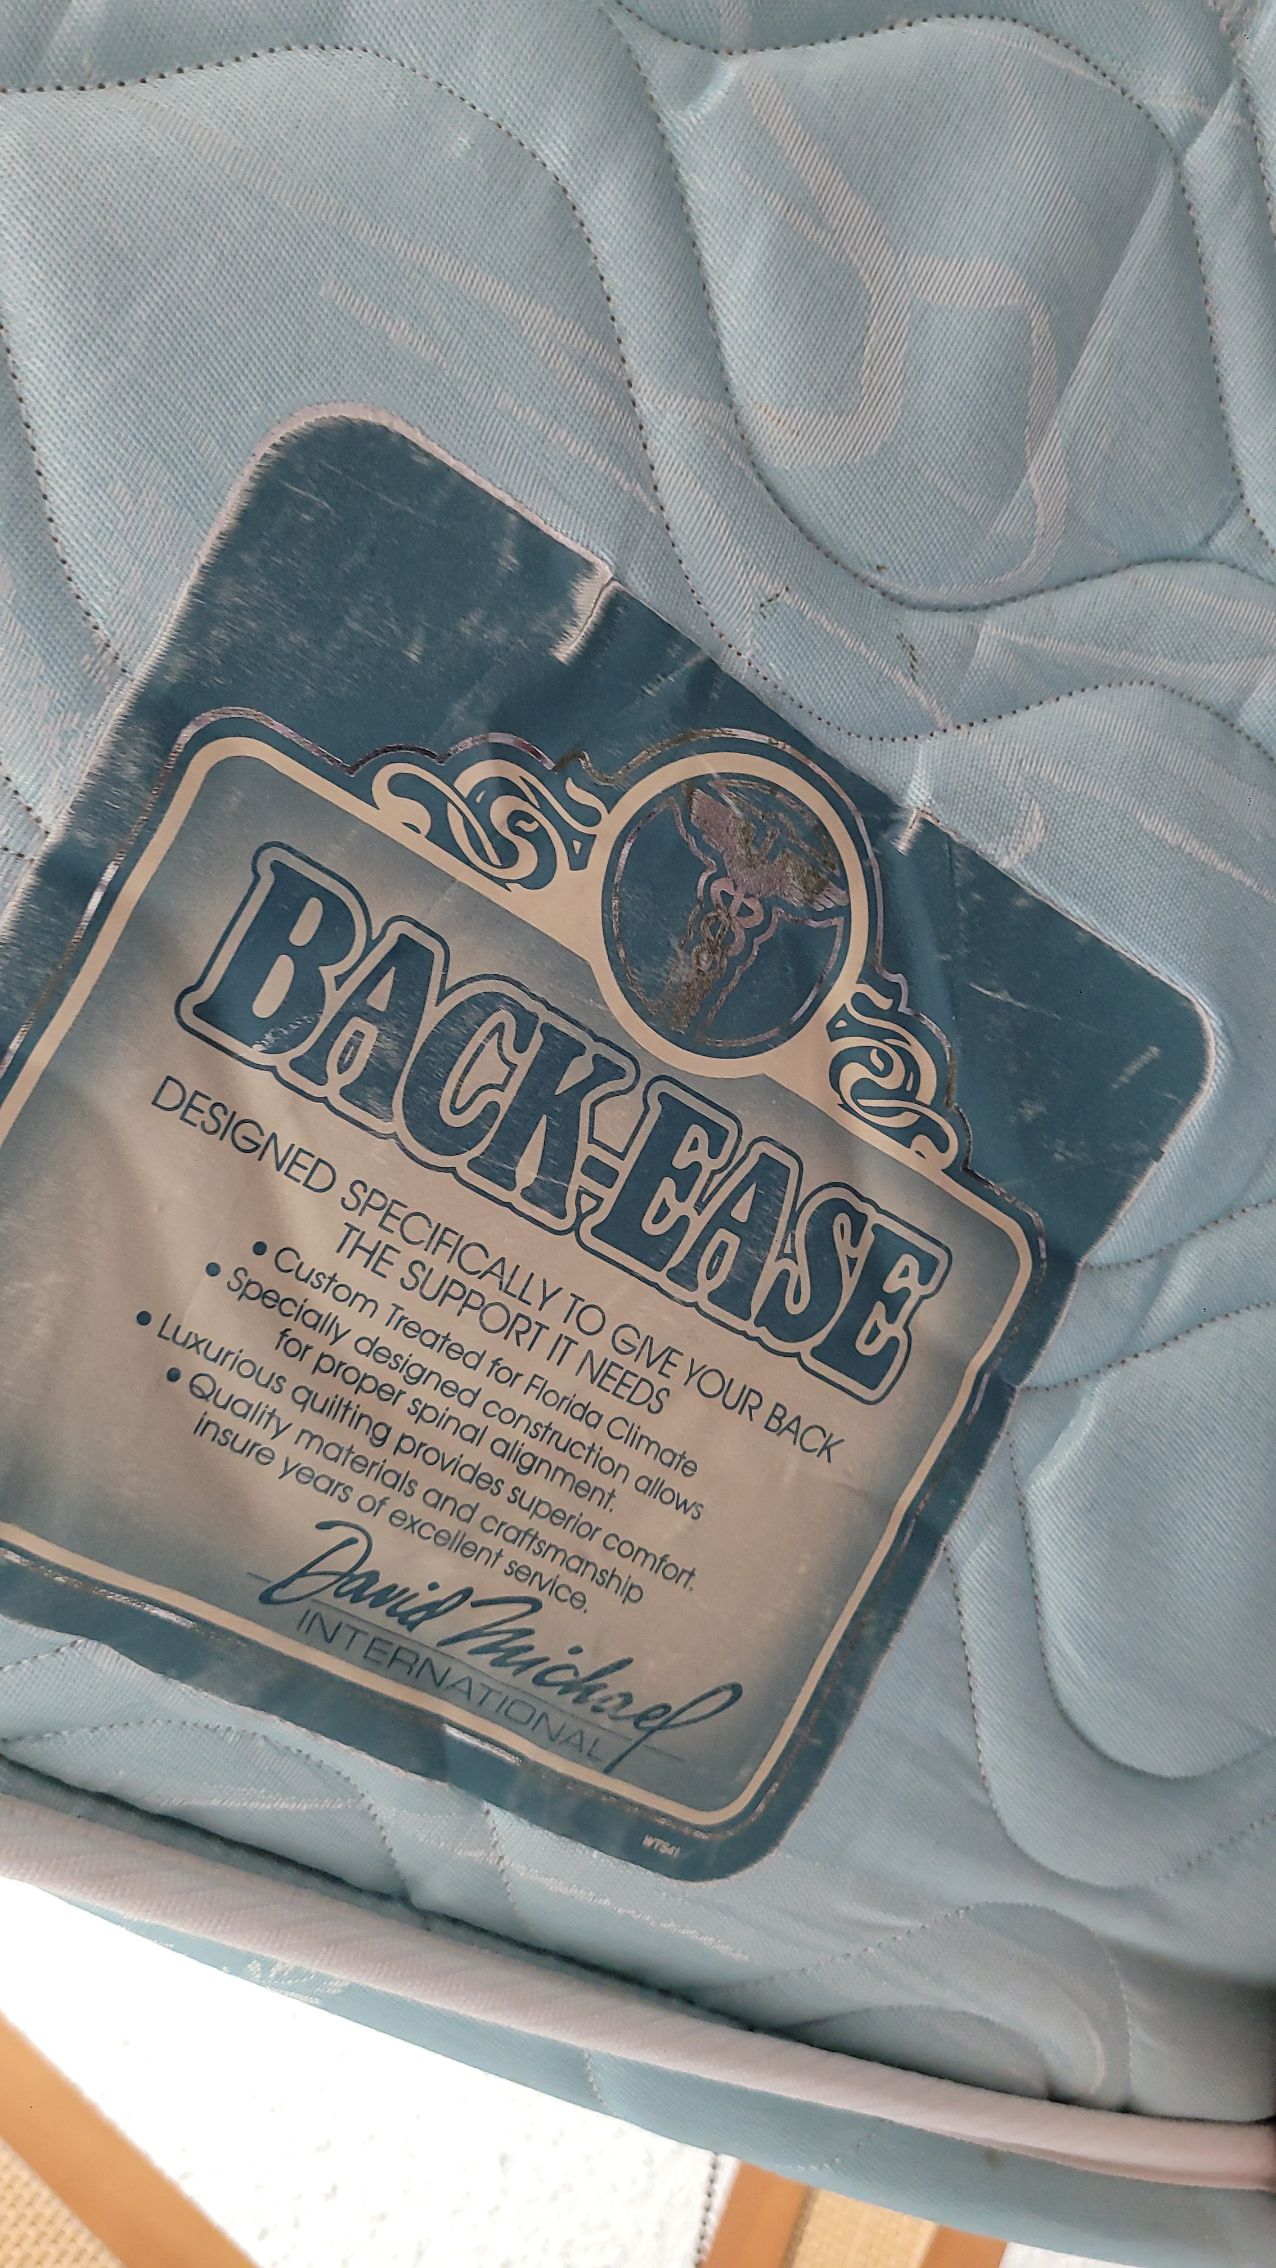 BACK-EASE
DESIGNED SPECIFICALLY TO GIVE YOUR BACK
THE SUPPORT IT NEEDS
• Custom Treated for Florida Climate
• Specially designed construction allows
for proper spinal alignment.
• Luxurious quilting provides superior comfort.
• Quality materials and craftsmanship
insure years of excellent service.
David Michael
INTERNATIONAL